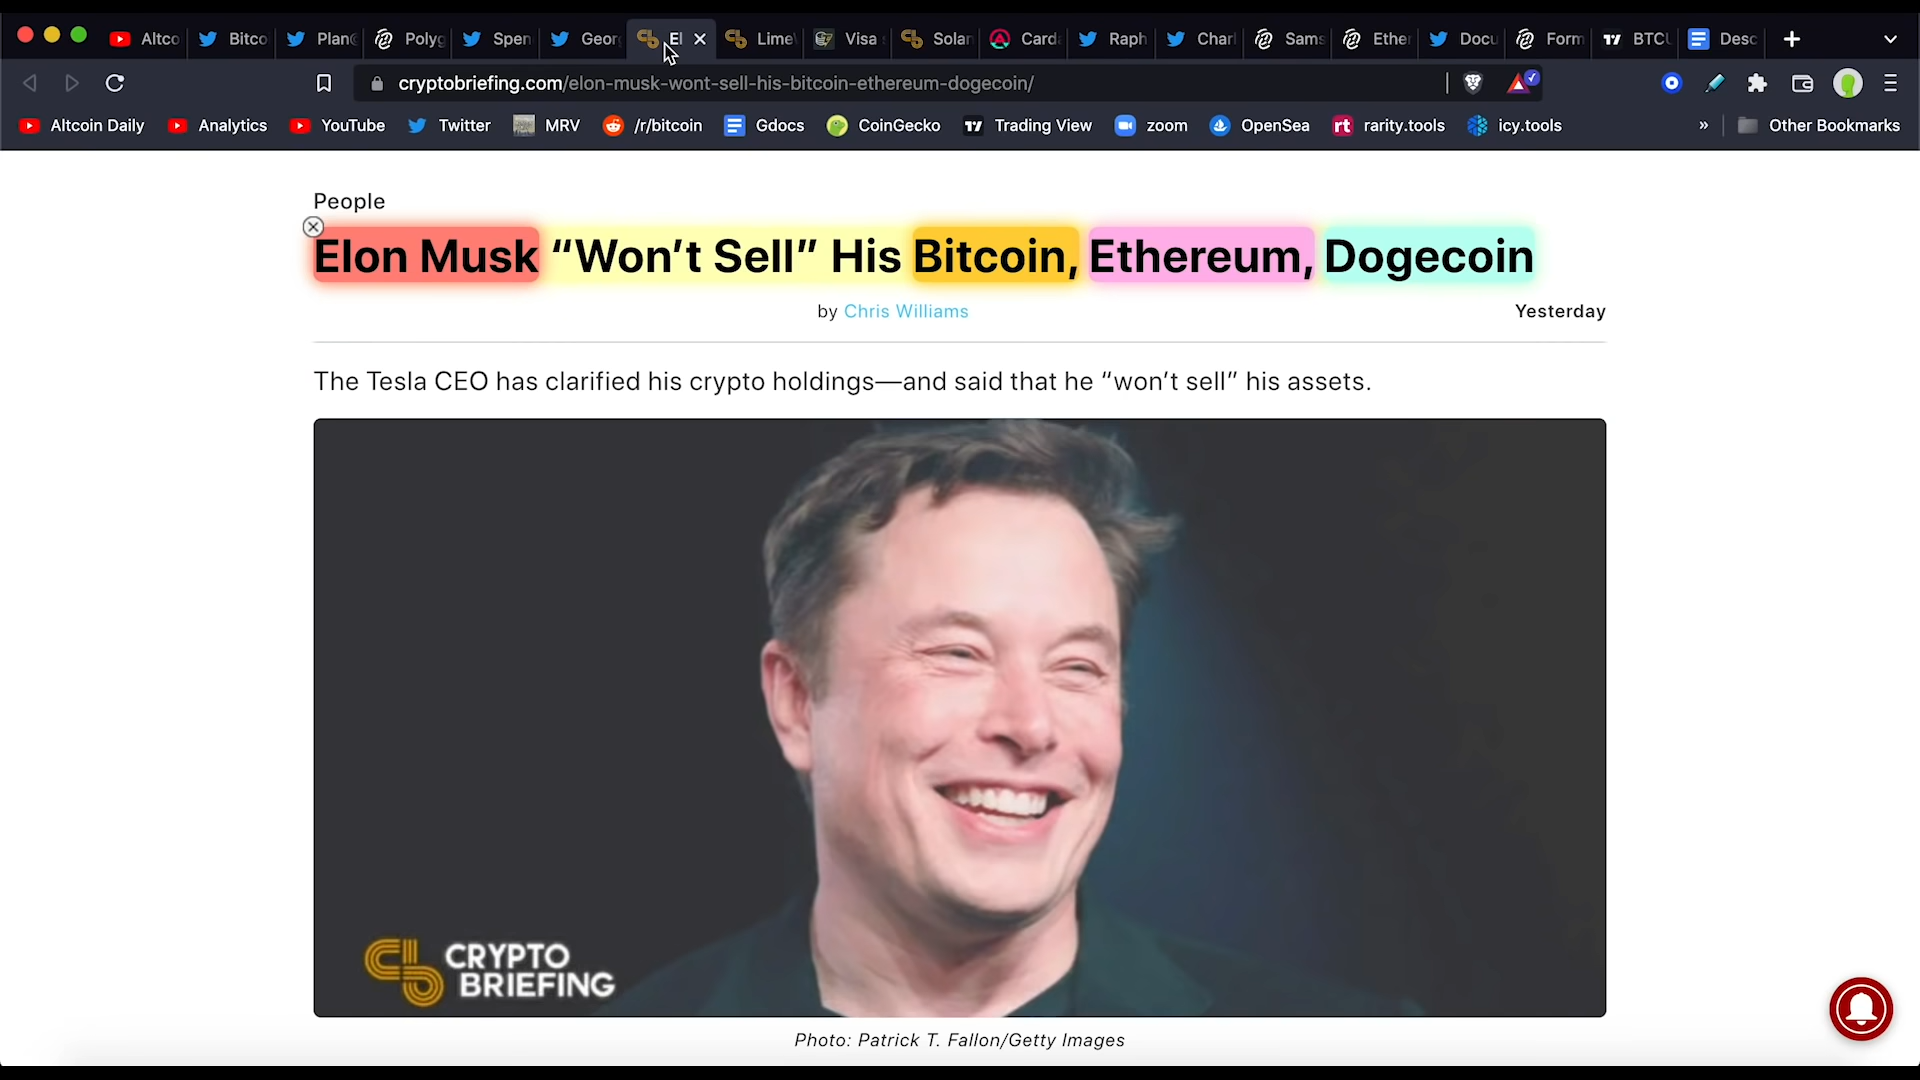 Altco
Bitco
Plan
Polyg
Spen
Geor
El
Lime
Visa
Solar
Carda
Raph
Charl
Sams
Ether
Docu
Form
BTCU
Desc
cryptobriefing.com/elon-musk-wont-sell-his-bitcoin-ethereum-dogecoin/
Altcoin Daily
Analytics
YouTube
Twitter
MRV
/r/bitcoin
Gdocs
CoinGecko
Trading View
zoom
OpenSea
rt rarity.tools
icy.tools
»
Other Bookmarks
People
Elon Musk “Won’t Sell” His Bitcoin, Ethereum, Dogecoin
by Chris Williams
Yesterday
The Tesla CEO has clarified his crypto holdings—and said that he “won’t sell” his assets.
CRYPTO
BRIEFING
Photo: Patrick T. Fallon/Getty Images